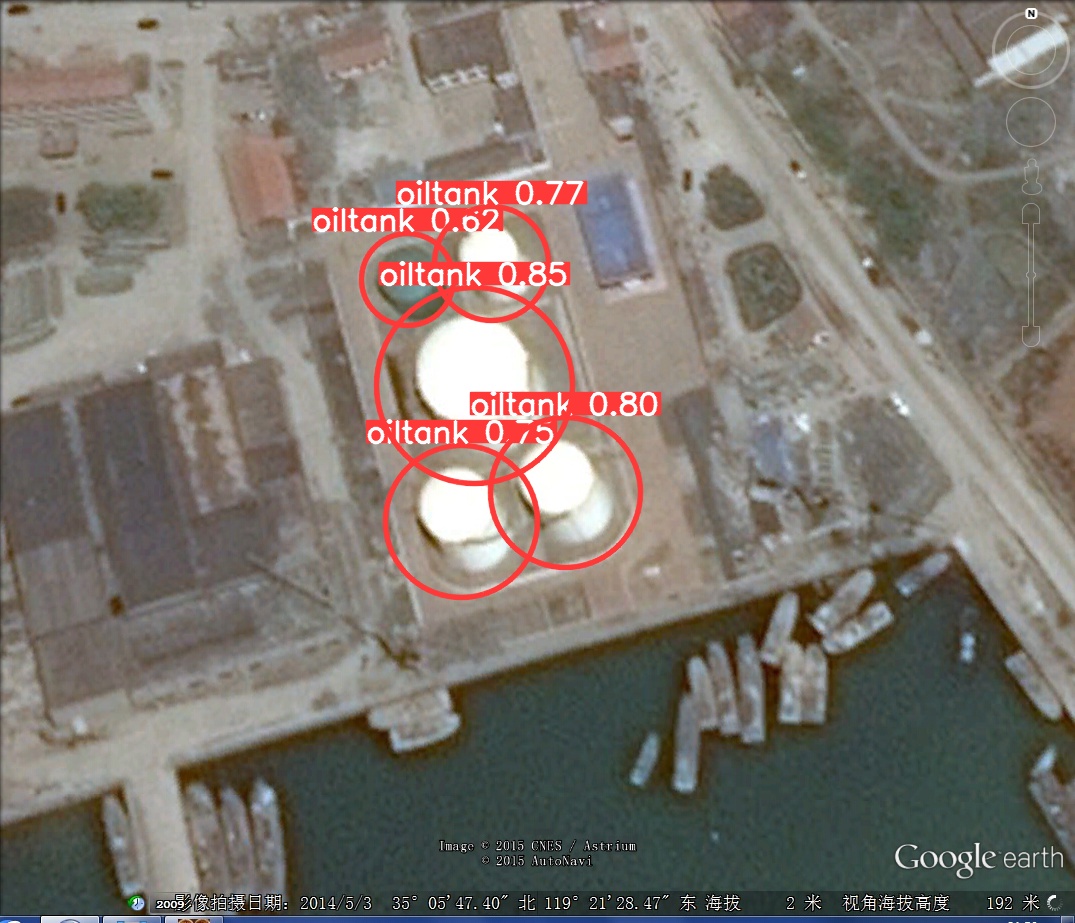 N
oiltank 0.77
oiltank 0.62
oiltank 0.85
oiltank 0.80
oiltank 0.75
Image © 2015 CNES / Astrium
© 2015 AutoNavi
Google earth
2009
影像拍摄日期: 2014/5/3 35° 05′47.40″ 北 119° 21′28.47″ 东 海拔 2 米 视角海拔高度 192 米